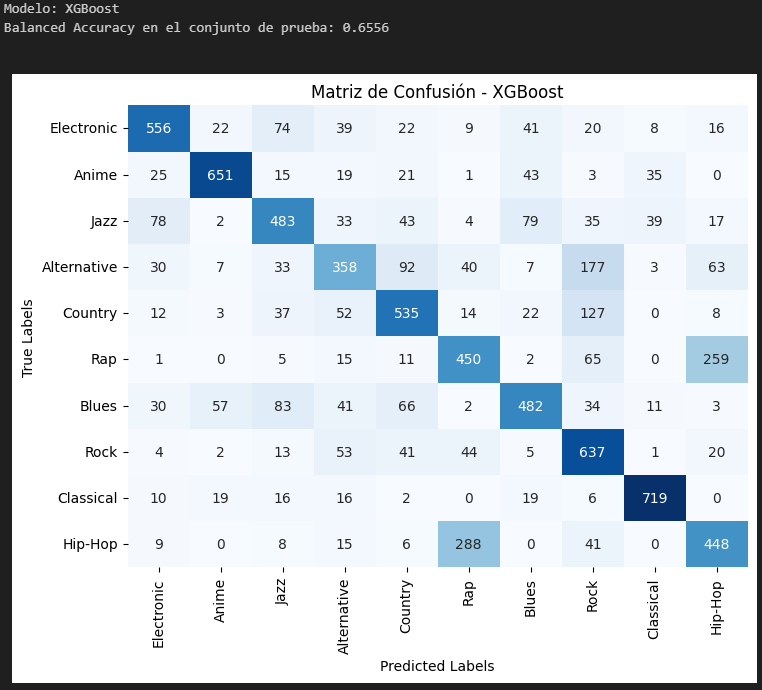 Modelo: XGBoost
Balanced Accuracy en el conjunto de prueba: 0.6556
Matriz de Confusión - XGBoost
True Labels
Electronic 556 22 74 39 22 9 41 20 8 16
Anime 25 651 15 19 21 1 43 3 35 0
Jazz 78 2 483 33 43 4 79 35 39 17
Alternative 30 7 33 358 92 40 7 177 3 63
Country 12 3 37 52 535 14 22 127 0 8
Rap 1 0 5 15 11 450 2 65 0 259
Blues 30 57 83 41 66 2 482 34 11 3
Rock 4 2 13 53 41 44 5 637 1 20
Classical 10 19 16 16 2 0 19 6 719 0
Hip-Hop 9 0 8 15 6 288 0 41 0 448
Electronic Anime Jazz Alternative Country Rap Blues Rock Classical Hip-Hop
Predicted Labels